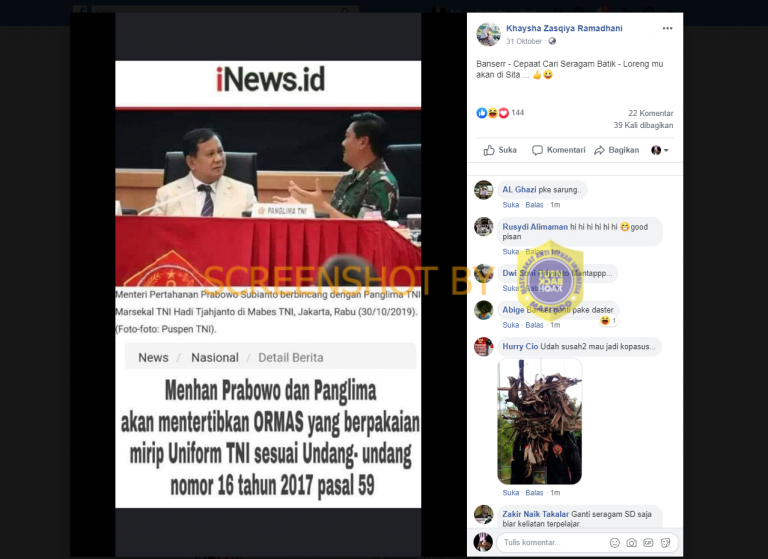 iNews.id
PANGLIMA TNI
Menteri Pertahanan Prabowo Subianto berbincang dengan Panglima TNI
Marsekal TNI Hadi Tjahjanto di Mabes TNI, Jakarta, Rabu (30/10/2019).
(Foto-foto: Puspen TNI).
News / Nasional / Detail Berita
Menhan Prabowo dan Panglima
akan mentertibkan ORMAS yang berpakaian
mirip Uniform TNI sesuai Undang- undang
nomor 16 tahun 2017 pasal 59
SCREENSHOT BY
TURN
BACK
HOAX
Khaysha Zasqiya Ramadhani
31 Oktober
Banserr - Cepaat Cari Seragam Batik - Loreng mu
akan di Sita ... 👍😀
144
22 Komentar
39 Kali dibagikan
Suka Komentari Bagikan
AL Ghazi pke sarung..
Suka · Balas · 1m
Rusydi Alimaman hi hi hi hi hi hi 😁 good
pisan
Suka · Balas
Dwi Mantappp...
Suka
Abige pake daster
Suka · Balas · 1m
1
Hurry Cio Udah susah2 mau jadi kopasus...
Suka · Balas · 1m
Zakir Naik Takalar Ganti seragam SD saja
biar keliatan terpelajar.
Tulis komentar...